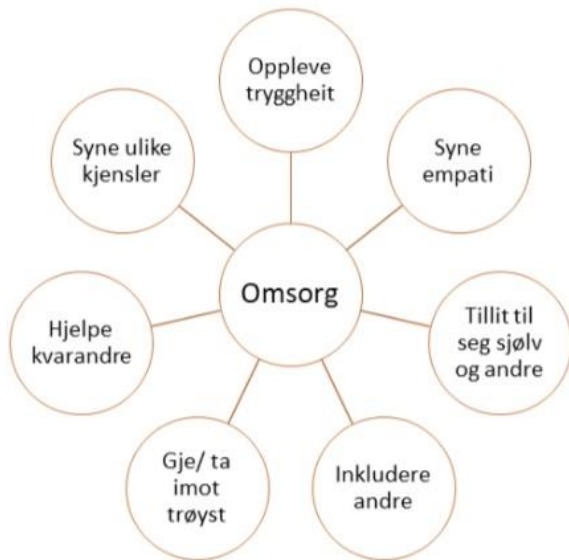 Oppleve
tryggheit
Syne
empati
Tillit til
seg sjølv
og andre
Inkludere
andre
Gje/ ta
imot
trøyst
Hjelpe
kvarandre
Syne ulike
kjensler
Omsorg